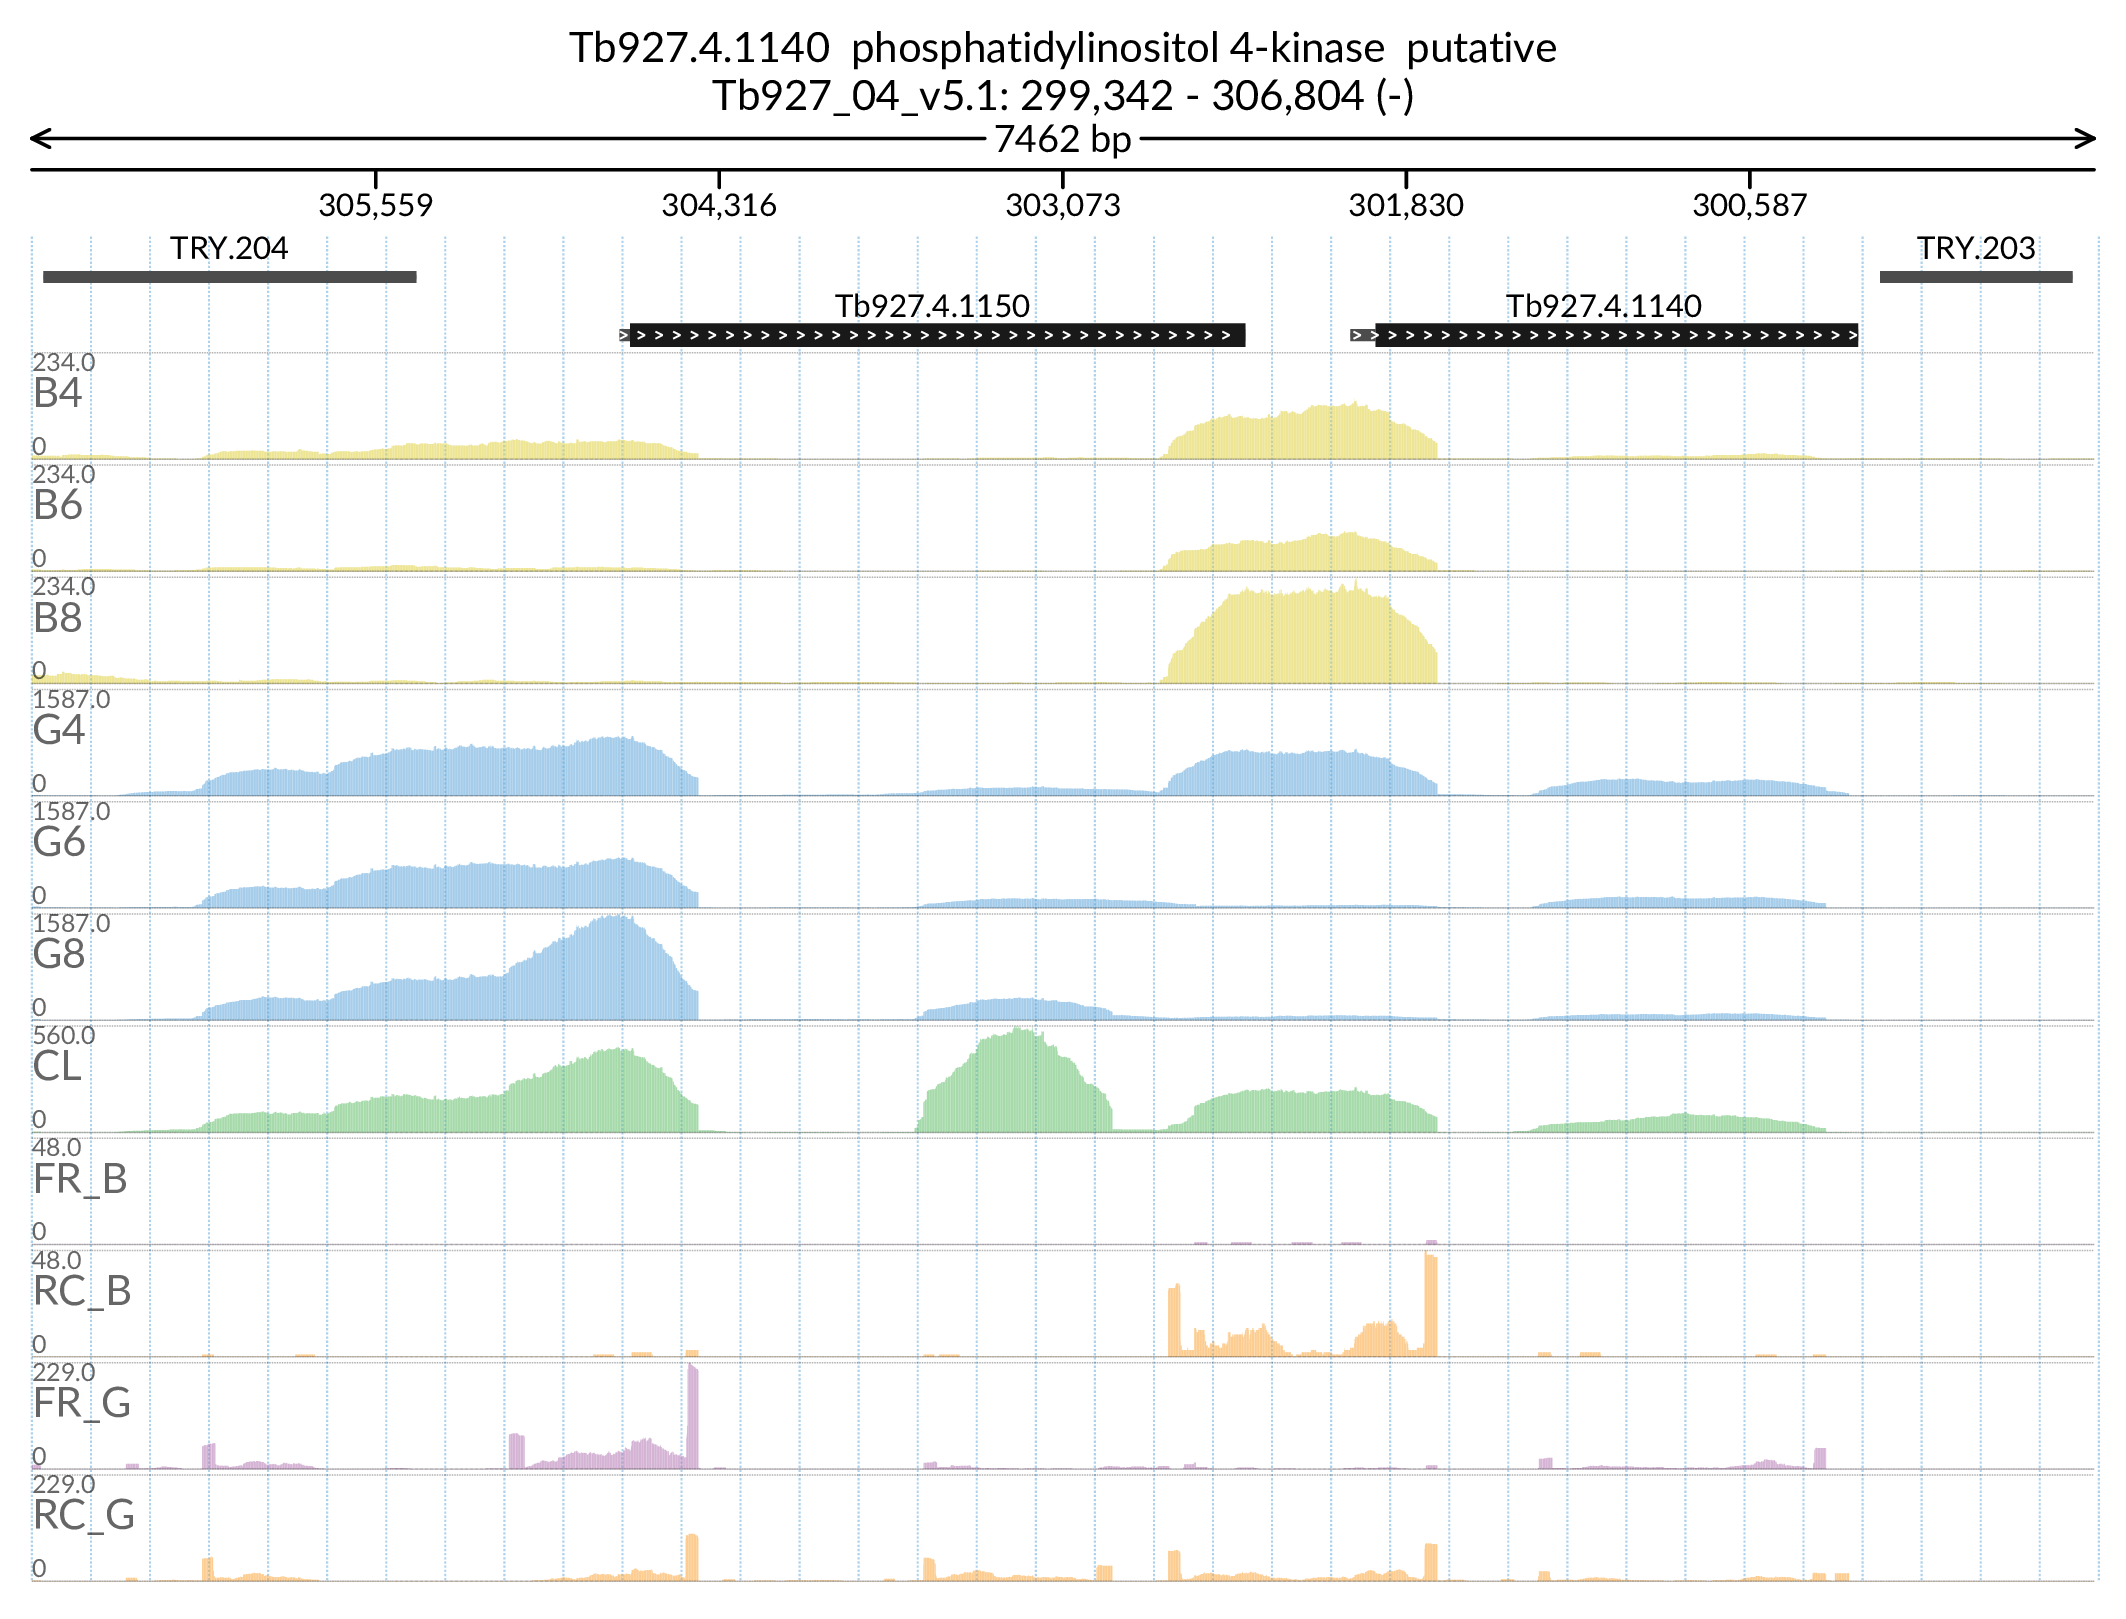 Tb927.4.1140 phosphatidylinositol 4-kinase putative
Tb927_04_v5.1: 299,342 - 306,804 (-)
7462 bp
305,559 304,316 303,073 301,830 300,587
TRY.204 TRY.203
Tb927.4.1150 Tb927.4.1140
234.0
B4
0
234.0
B6
0
234.0
B8
0
1587.0
G4
0
1587.0
G6
0
1587.0
G8
0
560.0
CL
0
48.0
FR_B
0
48.0
RC_B
0
229.0
FR_G
0
229.0
RC_G
0